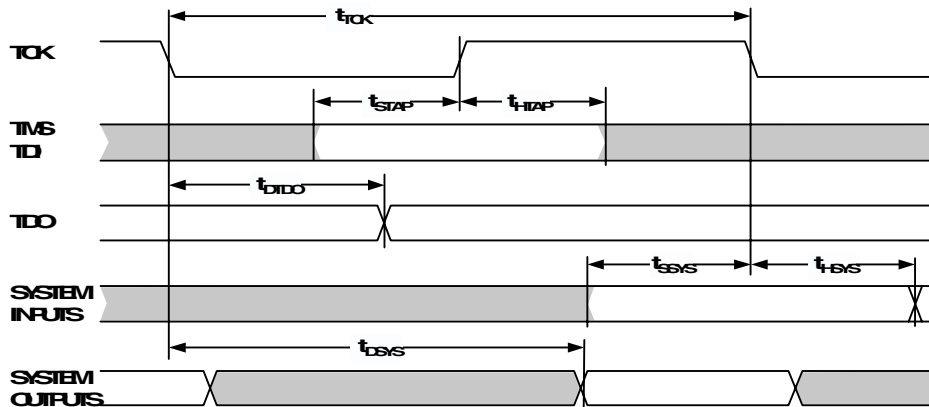 tTCK
TCK
tSTAP
tHTAP
TMS
TDI
tDTDO
TDO
tSSYS
tHSYS
SYSTEM
INPUTS
tDSYS
SYSTEM
OUTPUTS